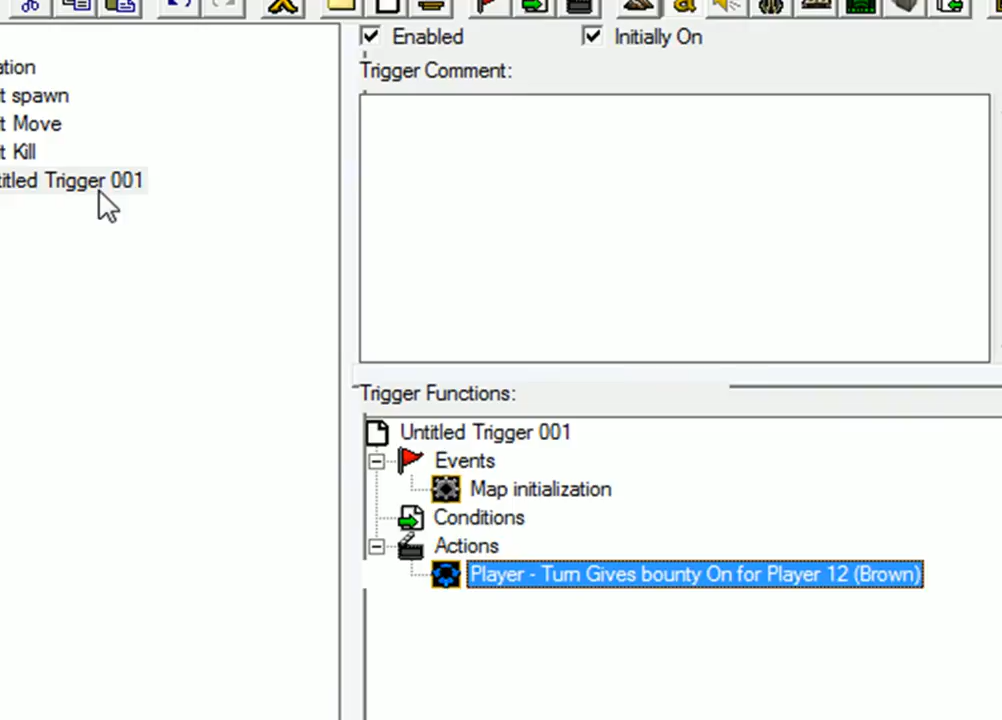 Enabled
Initially On
ation
Trigger Comment:
t spawn
t Move
t Kill
titled Trigger 001
Trigger Functions:
Untitled Trigger 001
Events
Map initialization
Conditions
Actions
Player - Turn Gives bounty On for Player 12 (Brown)